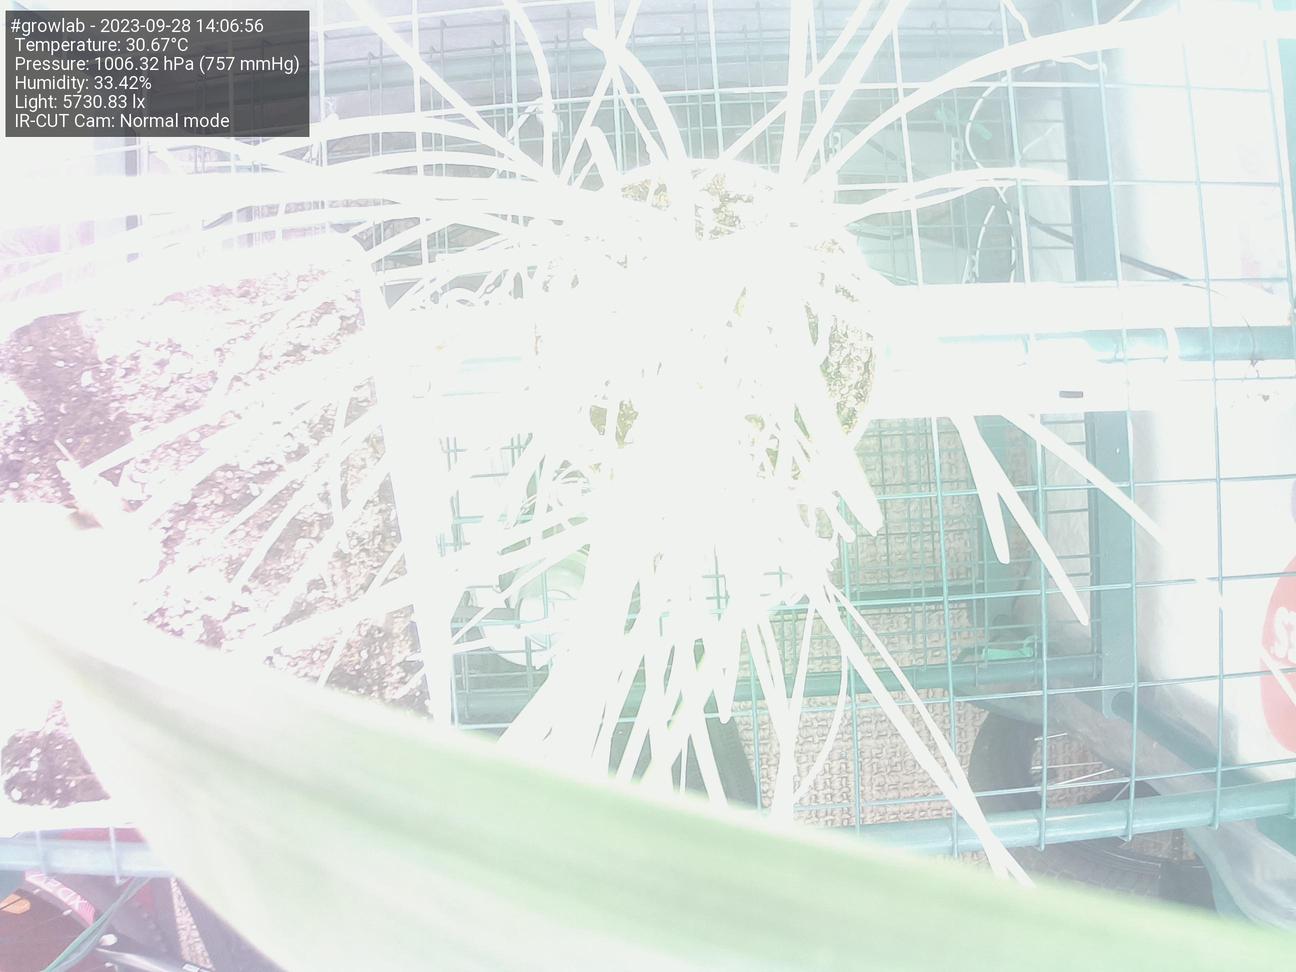 #growlab - 2023-09-28 14:06:56
Temperature: 30.67°C
Pressure: 1006.32 hPa (757 mmHg)
Humidity: 33.42%
Light: 5730.83 lx
IR-CUT Cam: Normal mode